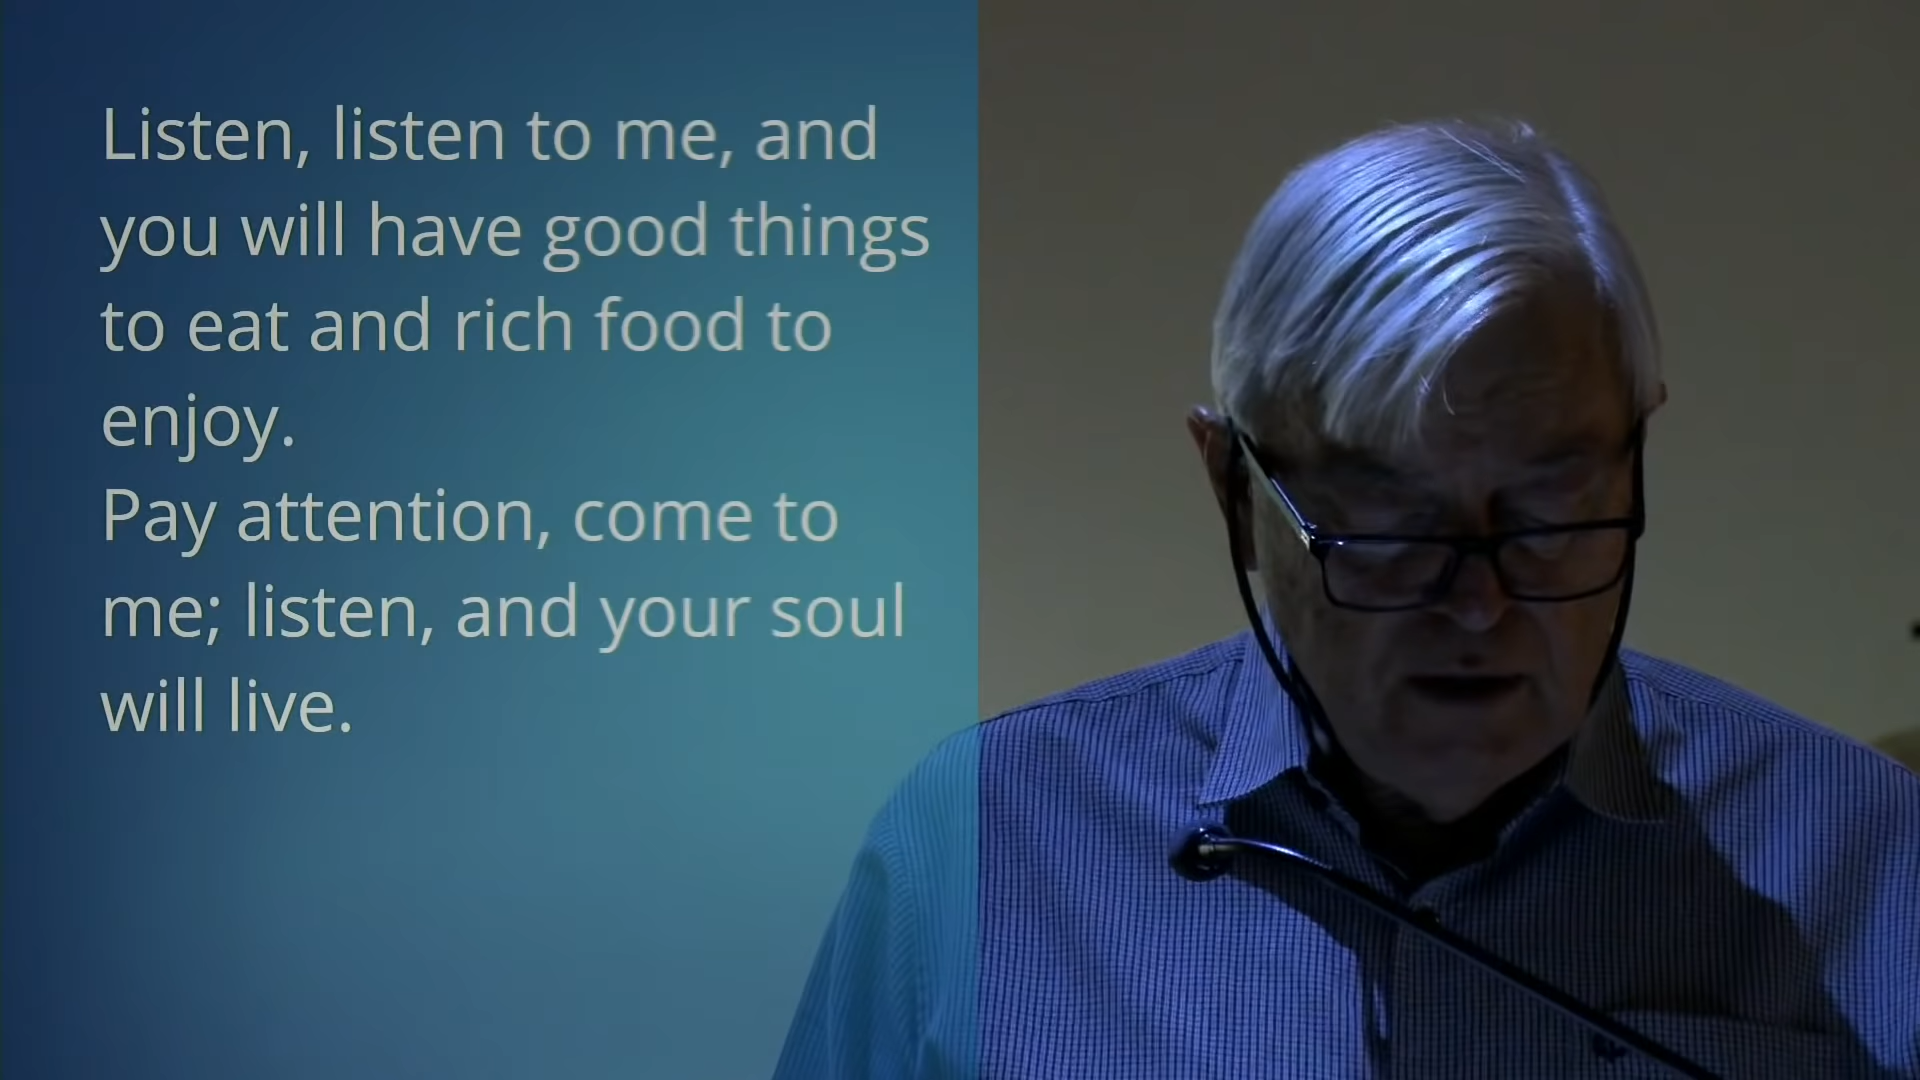 Listen, listen to me, and
you will have good things
to eat and rich food to
enjoy.
Pay attention, come to
me; listen, and your soul
will live.